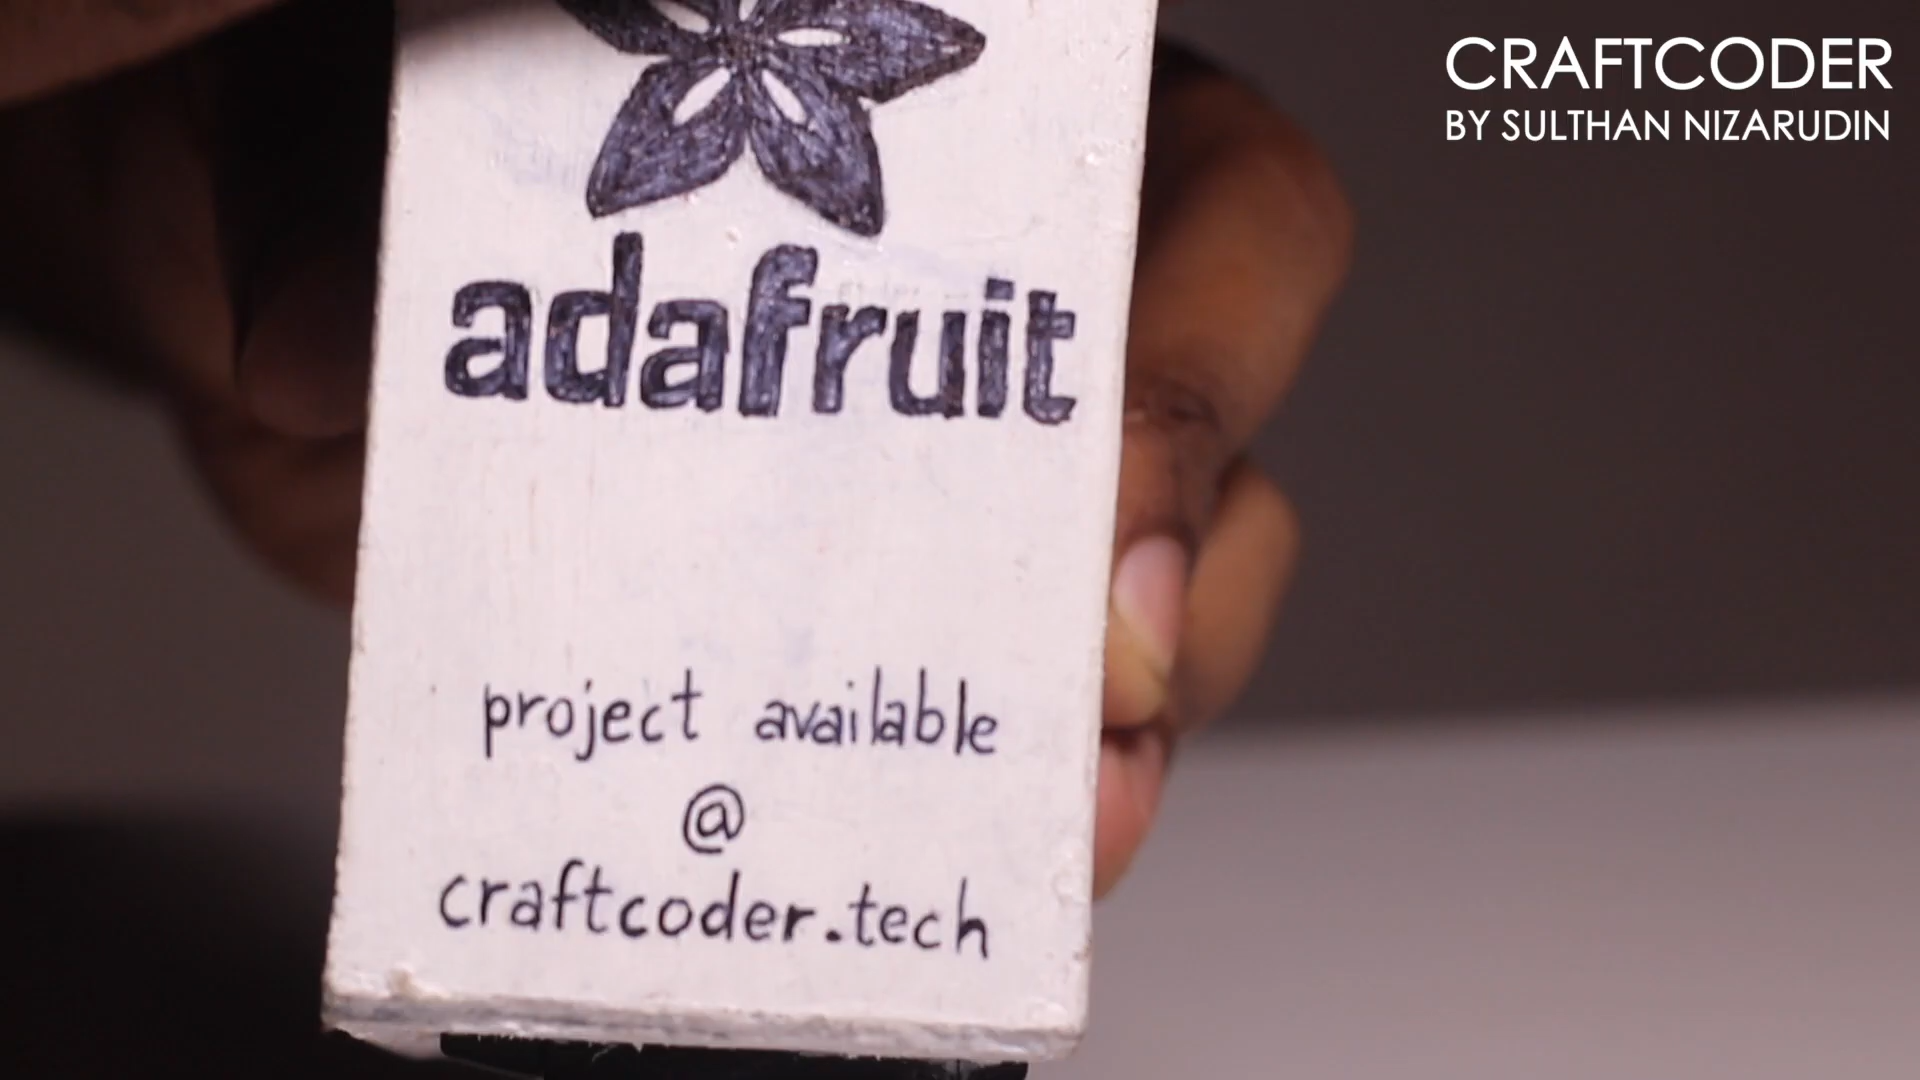 CRAFTCODER
BY SULTHAN NIZARUDIN
adafruit
project available
@
craftcoder.tech